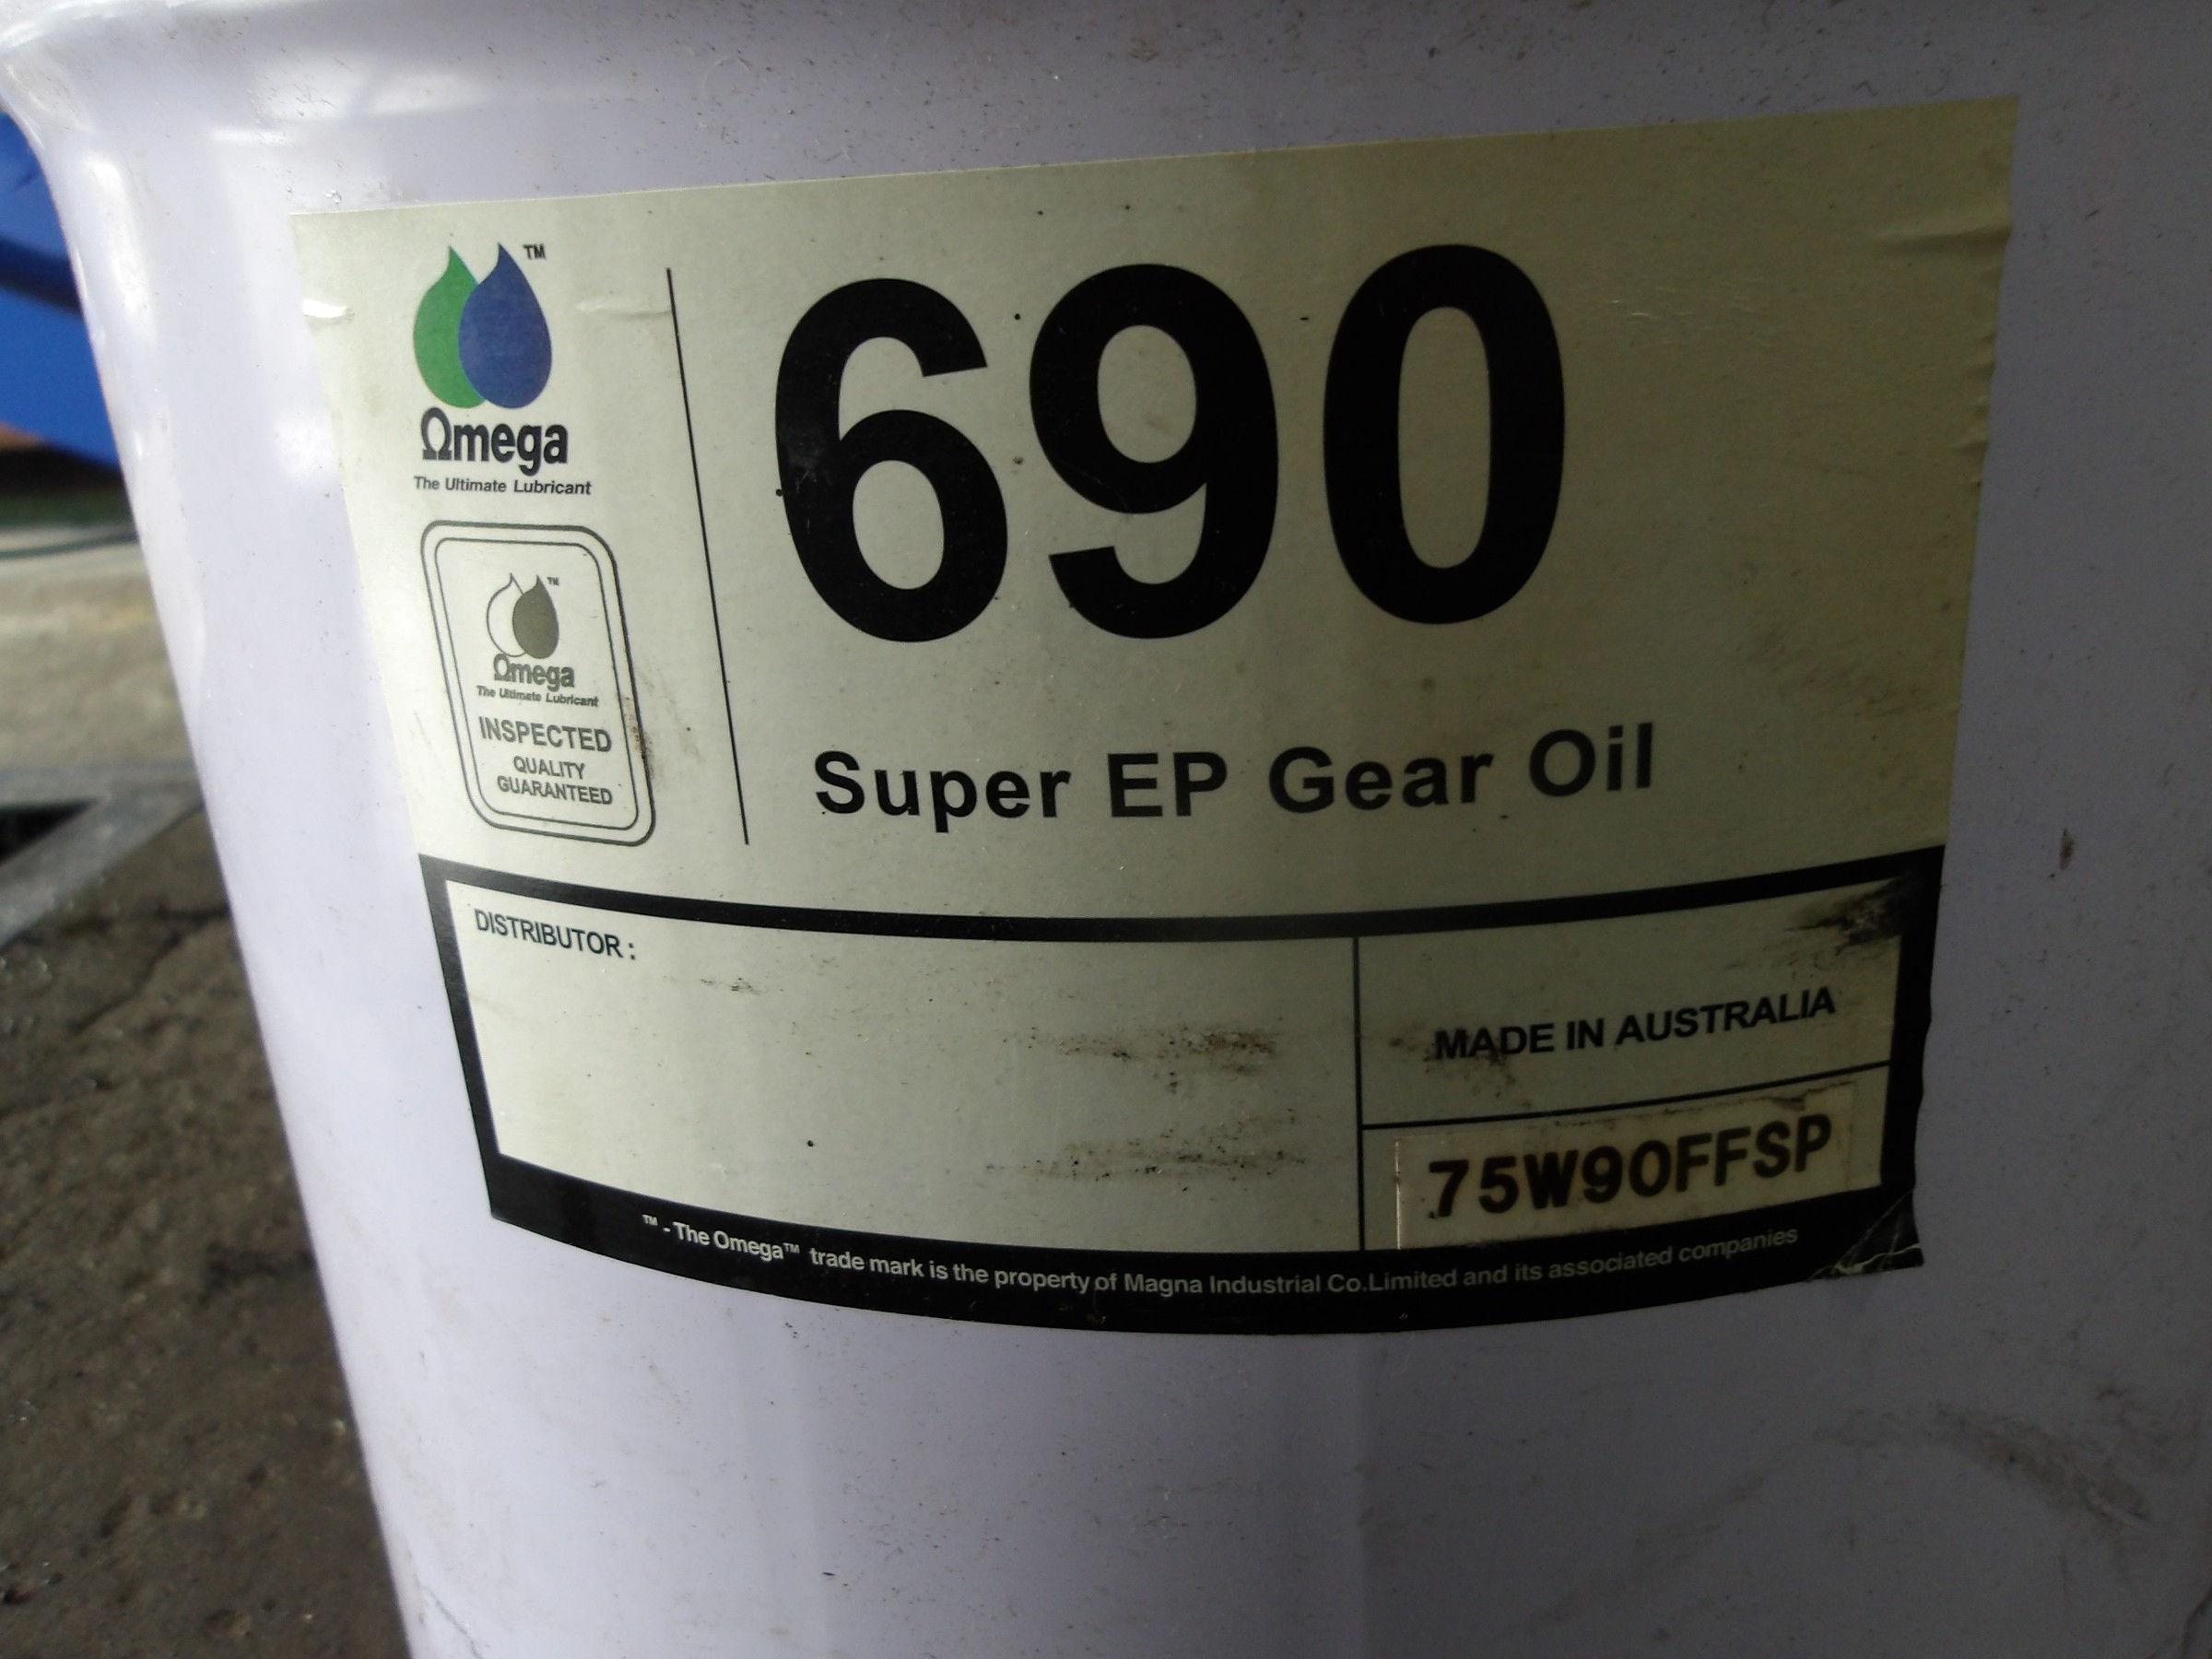 TM
Ωmega
The Ultimate Lubricant
TM
Ωmega
The Ultimate Lubricant
INSPECTED
QUALITY
GUARANTEED
690
Super EP Gear Oil
DISTRIBUTOR :
MADE IN AUSTRALIA
75W90FFSP
™ - The Omega™ trade mark is the property of Magna Industrial Co.Limited and its associated companies